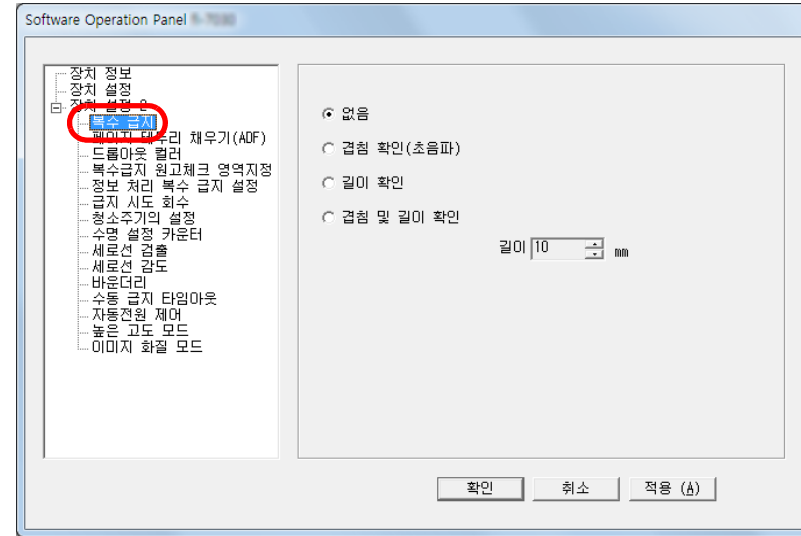 Software Operation Panel
장치 정보
장치 설정
장치 설정 2
복수 급지
페이지 테두리 채우기(ADF)
드롭아웃 컬러
복수급지 원고체크 영역지정
정보 처리 복수 급지 설정
급지 시도 회수
청소주기의 설정
수명 설정 카운터
세로선 검출
세로선 감도
바운더리
수동 급지 타임아웃
자동전원 제어
높은 고도 모드
이미지 화질 모드
없음
겹침 확인(초음파)
길이 확인
겹침 및 길이 확인
길이 10 mm
확인 취소 적용 (A)